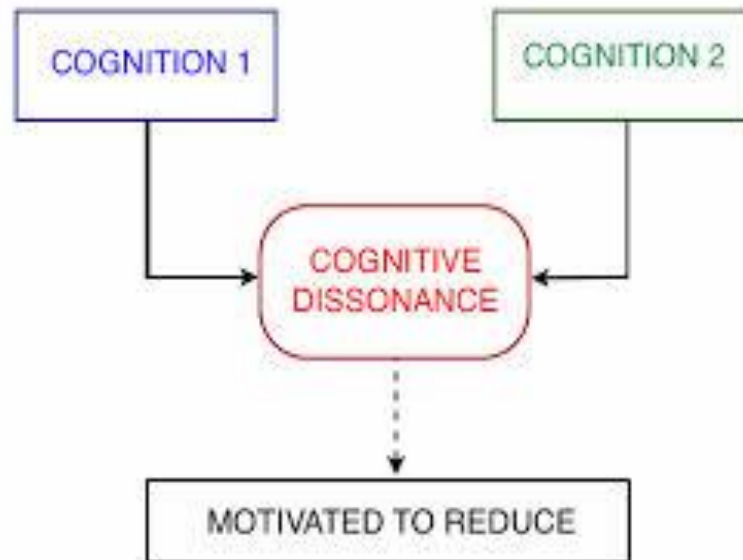 COGNITION 1
COGNITION 2
COGNITIVE
DISSONANCE
MOTIVATED TO REDUCE